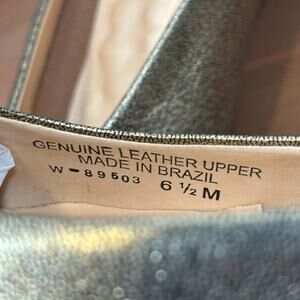 GENUINE LEATHER UPPER
MADE IN BRAZIL
W-89503 6 ½ M